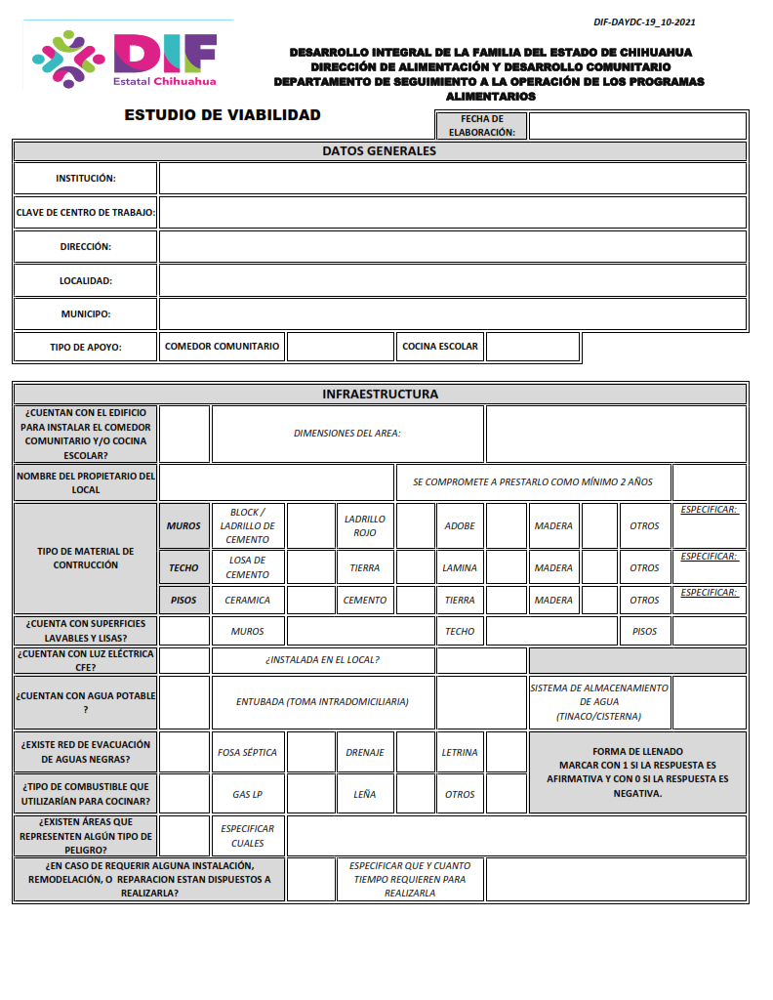 DIF-DAYDC-19_10-2021
DIF
Estatal Chihuahua
DESARROLLO INTEGRAL DE LA FAMILIA DEL ESTADO DE CHIHUAHUA
DIRECCIÓN DE ALIMENTACIÓN Y DESARROLLO COMUNITARIO
DEPARTAMENTO DE SEGUIMIENTO A LA OPERACIÓN DE LOS PROGRAMAS
ALIMENTARIOS
ESTUDIO DE VIABILIDAD
FECHA DE
ELABORACIÓN:
DATOS GENERALES
INSTITUCIÓN:
CLAVE DE CENTRO DE TRABAJO:
DIRECCIÓN:
LOCALIDAD:
MUNICIPO:
TIPO DE APOYO:
COMEDOR COMUNITARIO
COCINA ESCOLAR
INFRAESTRUCTURA
¿CUENTAN CON EL EDIFICIO
PARA INSTALAR EL COMEDOR
COMUNITARIO Y/O COCINA
ESCOLAR?
DIMENSIONES DEL AREA:
NOMBRE DEL PROPIETARIO DEL
LOCAL
SE COMPROMETE A PRESTARLO COMO MÍNIMO 2 AÑOS
TIPO DE MATERIAL DE
CONTRUCCIÓN
MUROS
BLOCK /
LADRILLO DE
CEMENTO
LADRILLO
ROJO
ADOBE
MADERA
OTROS
ESPECIFICAR:
TECHO
LOSA DE
CEMENTO
TIERRA
LAMINA
MADERA
OTROS
ESPECIFICAR:
PISOS
CERAMICA
CEMENTO
TIERRA
MADERA
OTROS
ESPECIFICAR:
¿CUENTA CON SUPERFICIES
LAVABLES Y LISAS?
MUROS
TECHO
PISOS
¿CUENTAN CON LUZ ELÉCTRICA
CFE?
¿INSTALADA EN EL LOCAL?
¿CUENTAN CON AGUA POTABLE
?
ENTUBADA (TOMA INTRADOMICILIARIA)
SISTEMA DE ALMACENAMIENTO
DE AGUA
(TINACO/CISTERNA)
¿EXISTE RED DE EVACUACIÓN
DE AGUAS NEGRAS?
FOSA SÉPTICA
DRENAJE
LETRINA
FORMA DE LLENADO
MARCAR CON 1 SI LA RESPUESTA ES
AFIRMATIVA Y CON 0 SI LA RESPUESTA ES
NEGATIVA.
¿TIPO DE COMBUSTIBLE QUE
UTILIZARÍAN PARA COCINAR?
GAS LP
LEÑA
OTROS
¿EXISTEN ÁREAS QUE
REPRESENTEN ALGÚN TIPO DE
PELIGRO?
ESPECIFICAR
CUALES
¿EN CASO DE REQUERIR ALGUNA INSTALACIÓN,
REMODELACIÓN, O  REPARACION ESTAN DISPUESTOS A
REALIZARLA?
ESPECIFICAR QUE Y CUANTO
TIEMPO REQUIEREN PARA
REALIZARLA